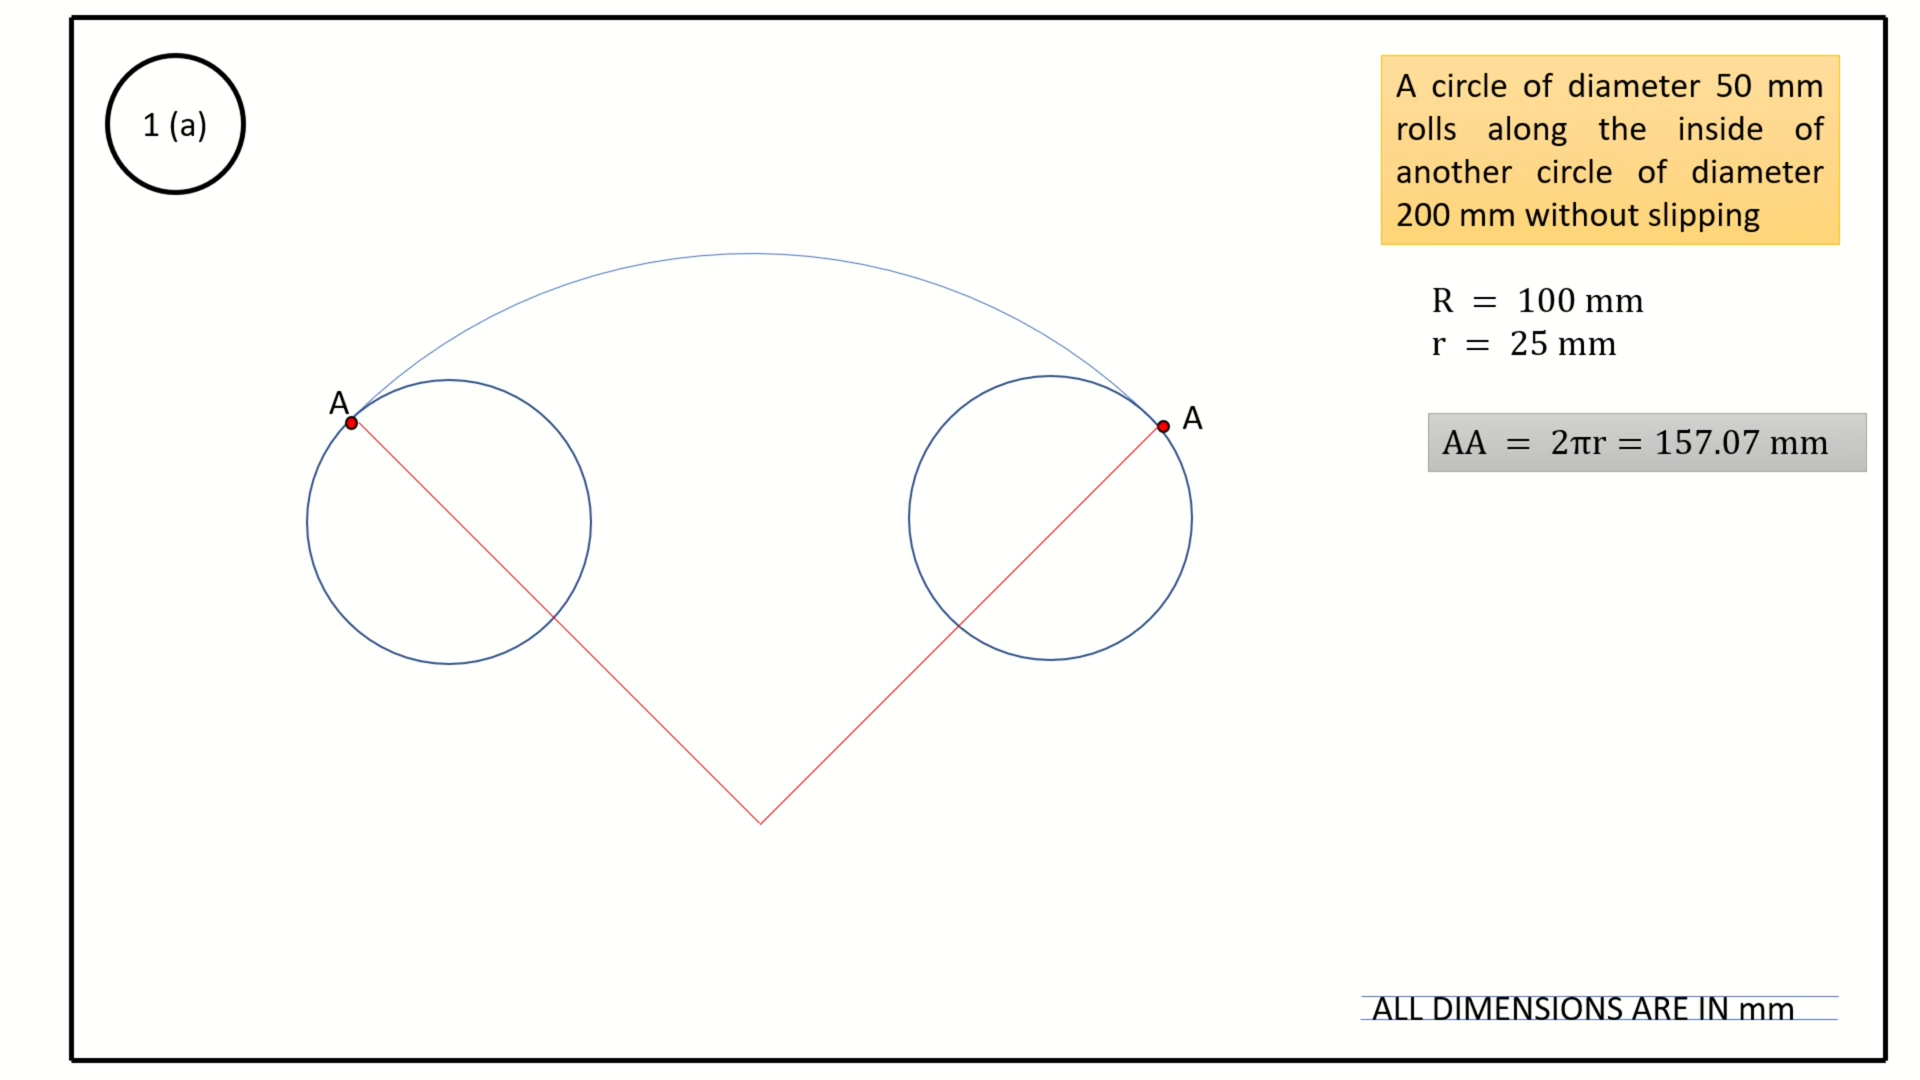 1 (a)
A circle of diameter 50 mm
rolls along the inside of
another circle of diameter
200 mm without slipping
R = 100 mm
r = 25 mm
A
A
AA = 2πr = 157.07 mm
ALL DIMENSIONS ARE IN mm